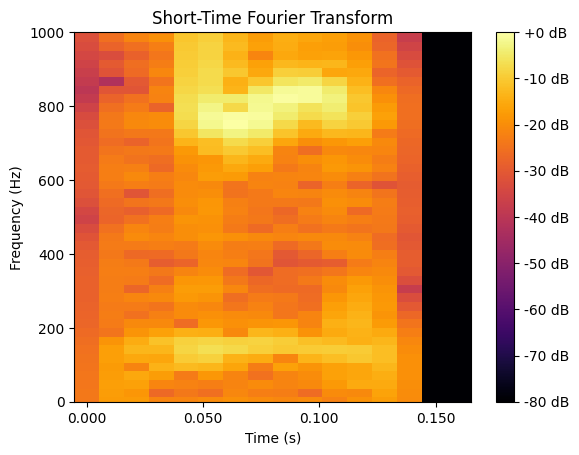 Short-Time Fourier Transform
1000
800
600
400
200
0
Frequency (Hz)
0.000
0.050
0.100
0.150
Time (s)
+0 dB
-10 dB
-20 dB
-30 dB
-40 dB
-50 dB
-60 dB
-70 dB
-80 dB